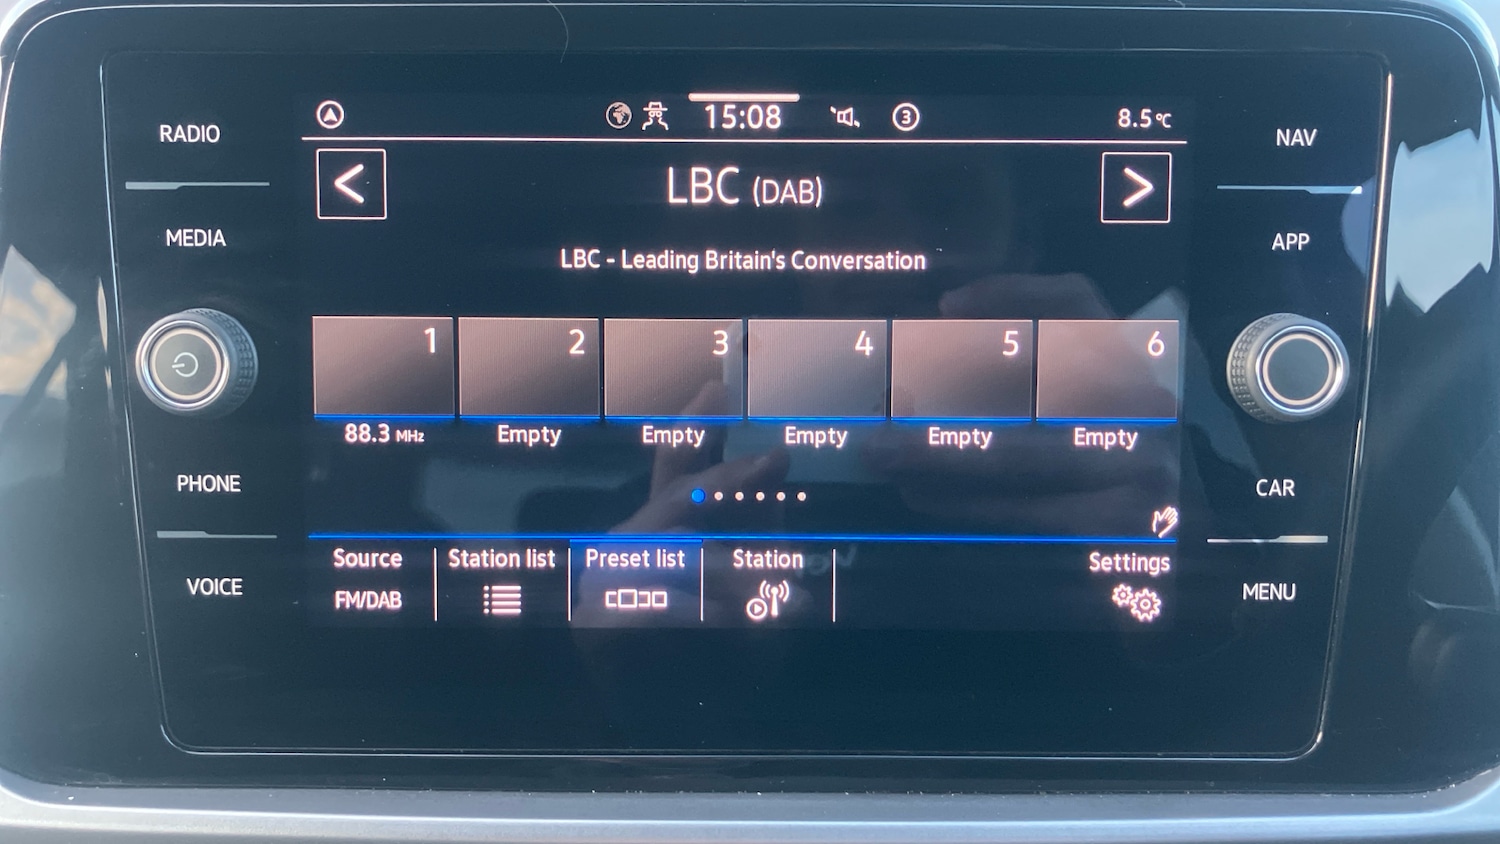 RADIO
MEDIA
PHONE
VOICE
15:08
3
8.5°C
<
LBC (DAB)
>
LBC - Leading Britain's Conversation
1 2 3 4 5 6
88.3 MHz Empty Empty Empty Empty Empty
Source Station list Preset list Station Settings
FM/DAB
NAV
APP
CAR
MENU